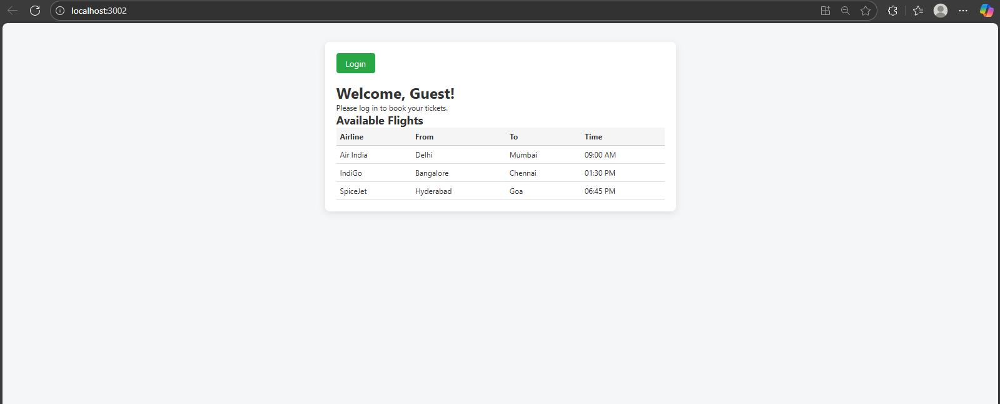 localhost:3002
Login
Welcome, Guest!
Please log in to book your tickets.
Available Flights
Airline From To Time
Air India Delhi Mumbai 09:00 AM
IndiGo Bangalore Chennai 01:30 PM
SpiceJet Hyderabad Goa 06:45 PM